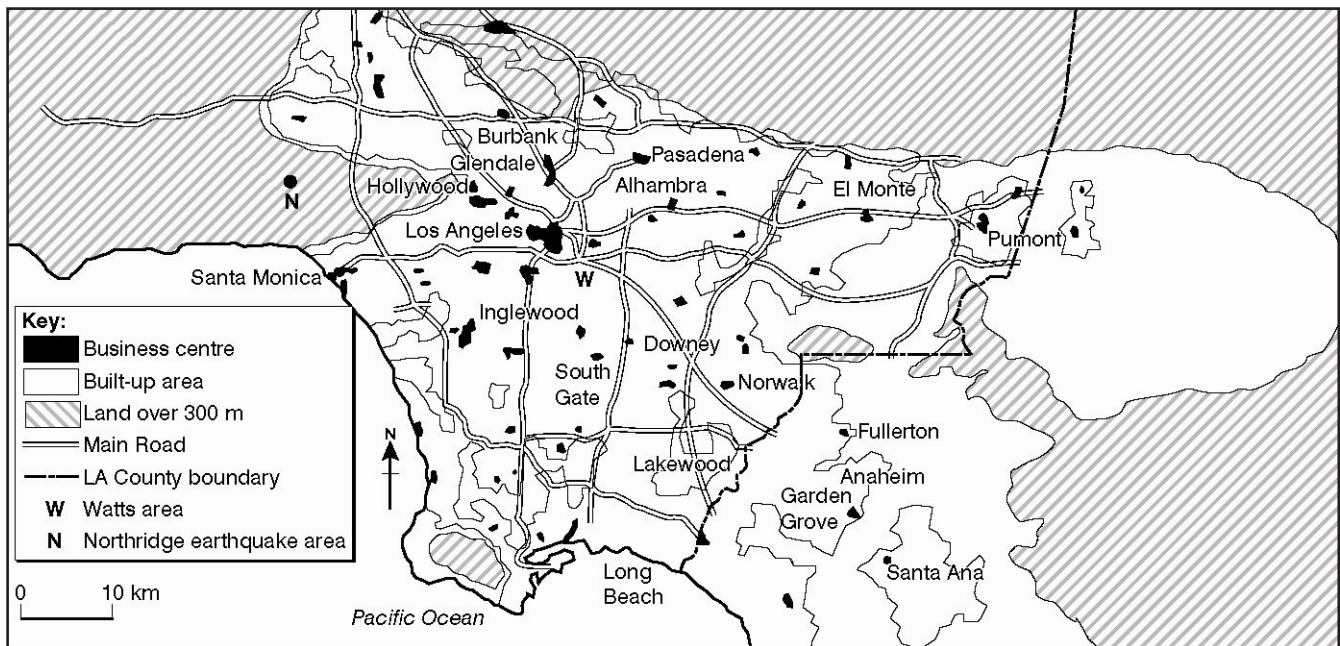 Burbank
Glendale
Pasadena
Hollywood
Alhambra
El Monte
N
Los Angeles
Pumont
Santa Monica
W
Inglewood
Downey
South
Gate
Norwalk
Fullerton
Lakewood
Anaheim
Garden
Grove
Santa Ana
Long
Beach
Pacific Ocean
Key:
Business centre
Built-up area
Land over 300 m
Main Road
LA County boundary
W Watts area
N Northridge earthquake area
N
0 10 km